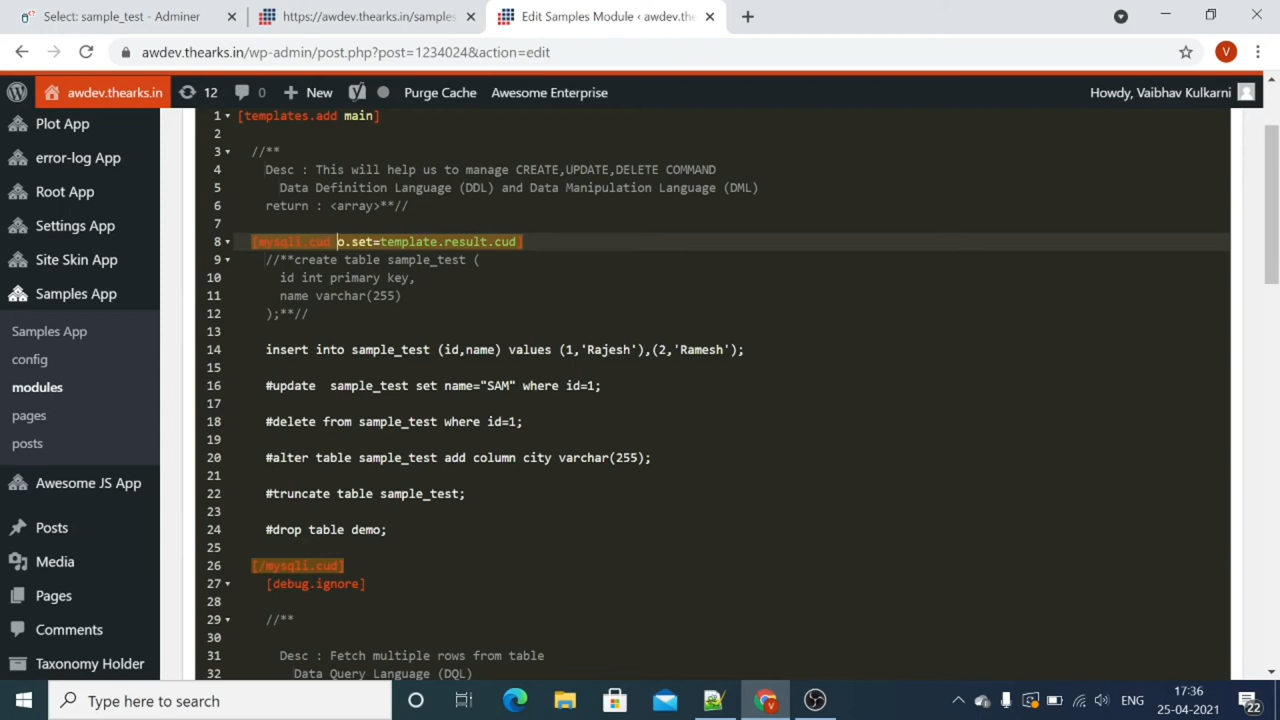 Select: sample_test - Adminer
https://awdev.thearks.in/samples
Edit Samples Module ‹ awdev.the
awdev.thearks.in/wp-admin/post.php?post=1234024&action=edit
V
awdev.thearks.in
12
0
New
Purge Cache
Awesome Enterprise
Howdy, Vaibhav Kulkarni
Plot App
error-log App
Root App
Settings App
Site Skin App
Samples App
Samples App
config
modules
pages
posts
Awesome JS App
Posts
Media
Pages
Comments
Taxonomy Holder
1 [templates.add main]
2
3 //**
4 Desc : This will help us to manage CREATE,UPDATE,DELETE COMMAND
5 Data Definition Language (DDL) and Data Manipulation Language (DML)
6 return : <array>**//
7
8 [mysqli.cud o.set=template.result.cud]
9 //**create table sample_test (
10 id int primary key,
11 name varchar(255)
12 );**//
13
14 insert into sample_test (id,name) values (1,'Rajesh'),(2,'Ramesh');
15
16 #update  sample_test set name="SAM" where id=1;
17
18 #delete from sample_test where id=1;
19
20 #alter table sample_test add column city varchar(255);
21
22 #truncate table sample_test;
23
24 #drop table demo;
25
26 [/mysqli.cud]
27 [debug.ignore]
28
29 //**
30
31 Desc : Fetch multiple rows from table
32 Data Query Language (DQL)
Type here to search
ENG
17:36
25-04-2021
22